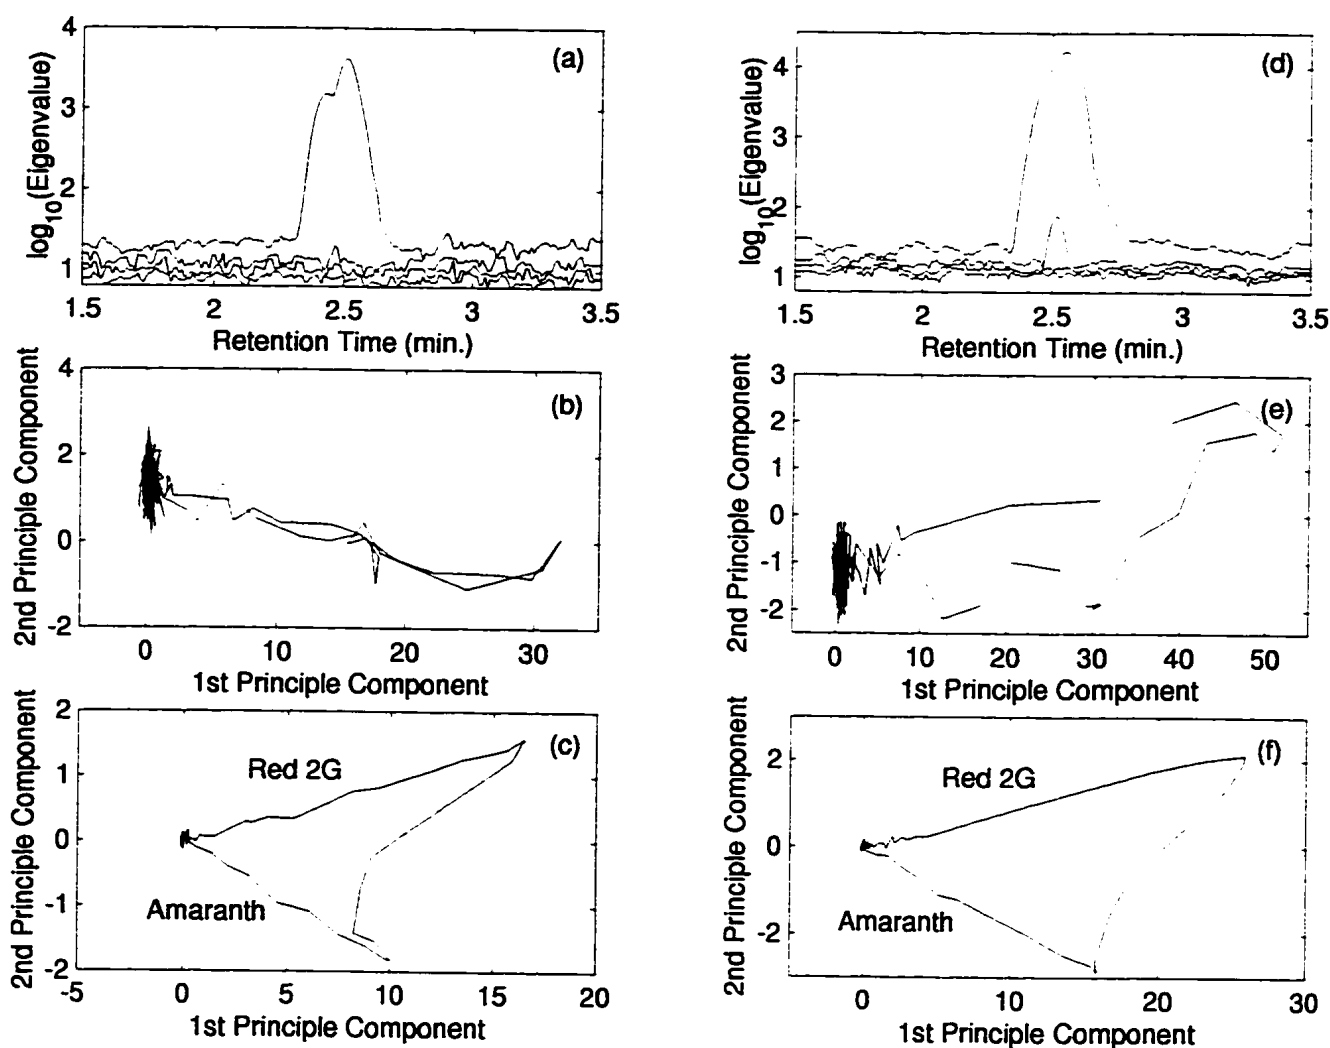 (a)
log10(Eigenvalue)
4
3
2
1
1.5 2 2.5 3 3.5
Retention Time (min.)
(d)
log10(Eigenvalue)
4
3
2
1
1.5 2 2.5 3 3.5
Retention Time (min.)
(b)
2nd Principle Component
4
2
0
-2
0 10 20 30
1st Principle Component
(e)
2nd Principle Component
3
2
1
0
-1
-2
0 10 20 30 40 50
1st Principle Component
(c)
2nd Principle Component
2
1
0
-1
-2
Red 2G
Amaranth
-5 0 5 10 15 20
1st Principle Component
(f)
2nd Principle Component
2
0
-2
Red 2G
Amaranth
0 10 20 30
1st Principle Component